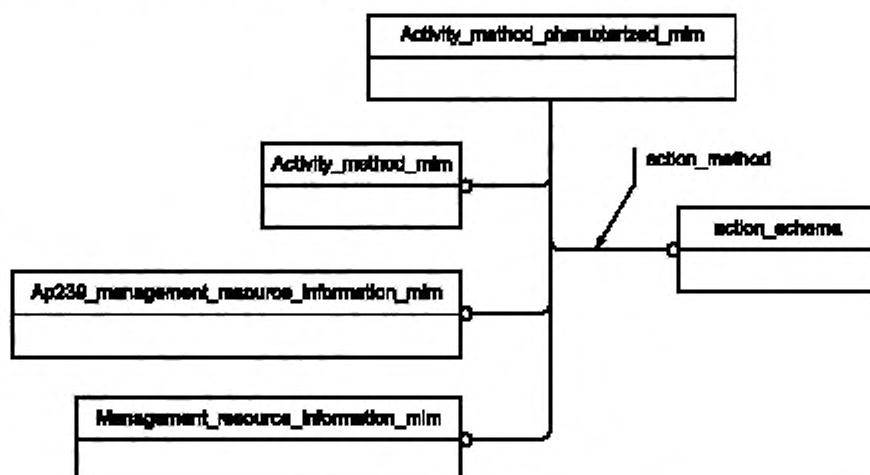 Activity_method_characterized_mim
Activity_method_mim
action_method
action_schema
Ap239_management_resource_information_mim
Management_resource_information_mim